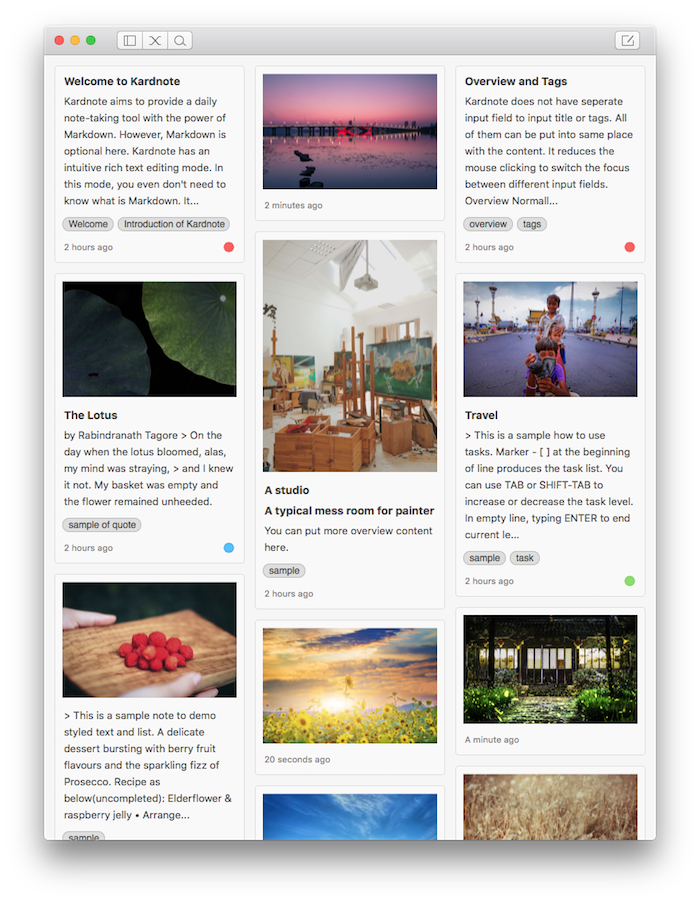 Welcome to Kardnote
Kardnote aims to provide a daily
note-taking tool with the power of
Markdown. However, Markdown is
optional here. Kardnote has an
intuitive rich text editing mode. In
this mode, you even don't need to
know what is Markdown. It...
Welcome
Introduction of Kardnote
2 hours ago
The Lotus
by Rabindranath Tagore > On the
day when the lotus bloomed, alas,
my mind was straying, > and I knew
it not. My basket was empty and
the flower remained unheeded.
sample of quote
2 hours ago
> This is a sample note to demo
styled text and list. A delicate
dessert bursting with berry fruit
flavours and the sparkling fizz of
Prosecco. Recipe as
below(uncompleted): Elderflower &
raspberry jelly • Arrange...
sample
2 minutes ago
A studio
A typical mess room for painter
You can put more overview content
here.
sample
2 hours ago
20 seconds ago
Overview and Tags
Kardnote does not have seperate
input field to input title or tags. All
of them can be put into same place
with the content. It reduces the
mouse clicking to switch the focus
between different input fields.
Overview Normall...
overview
tags
2 hours ago
Travel
> This is a sample how to use
tasks. Marker - [ ] at the beginning
of line produces the task list. You
can use TAB or SHIFT-TAB to
increase or decrease the task level.
In empty line, typing ENTER to end
current le...
sample
task
2 hours ago
A minute ago